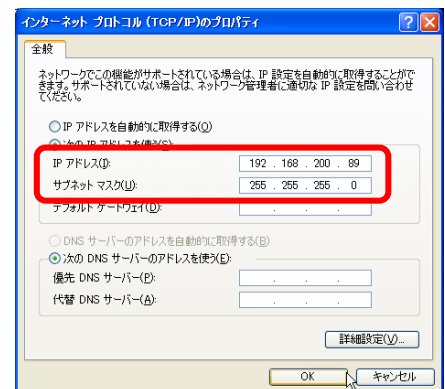 インターネット プロトコル (TCP/IP)のプロパティ
全般
ネットワークでこの機能がサポートされている場合は、IP 設定を自動的に取得することがで
きます。サポートされていない場合は、ネットワーク管理者に適切な IP 設定を問い合わせ
てください。
IP アドレスを自動的に取得する(O)
次の IP アドレスを使う(S):
IP アドレス(I): 192 . 168 . 200 . 89
サブネット マスク(U): 255 . 255 . 255 . 0
デフォルト ゲートウェイ(D): . . .
DNS サーバーのアドレスを自動的に取得する(B)
次の DNS サーバーのアドレスを使う(E):
優先 DNS サーバー(P): . . .
代替 DNS サーバー(A): . . .
詳細設定(V)...
OK キャンセル